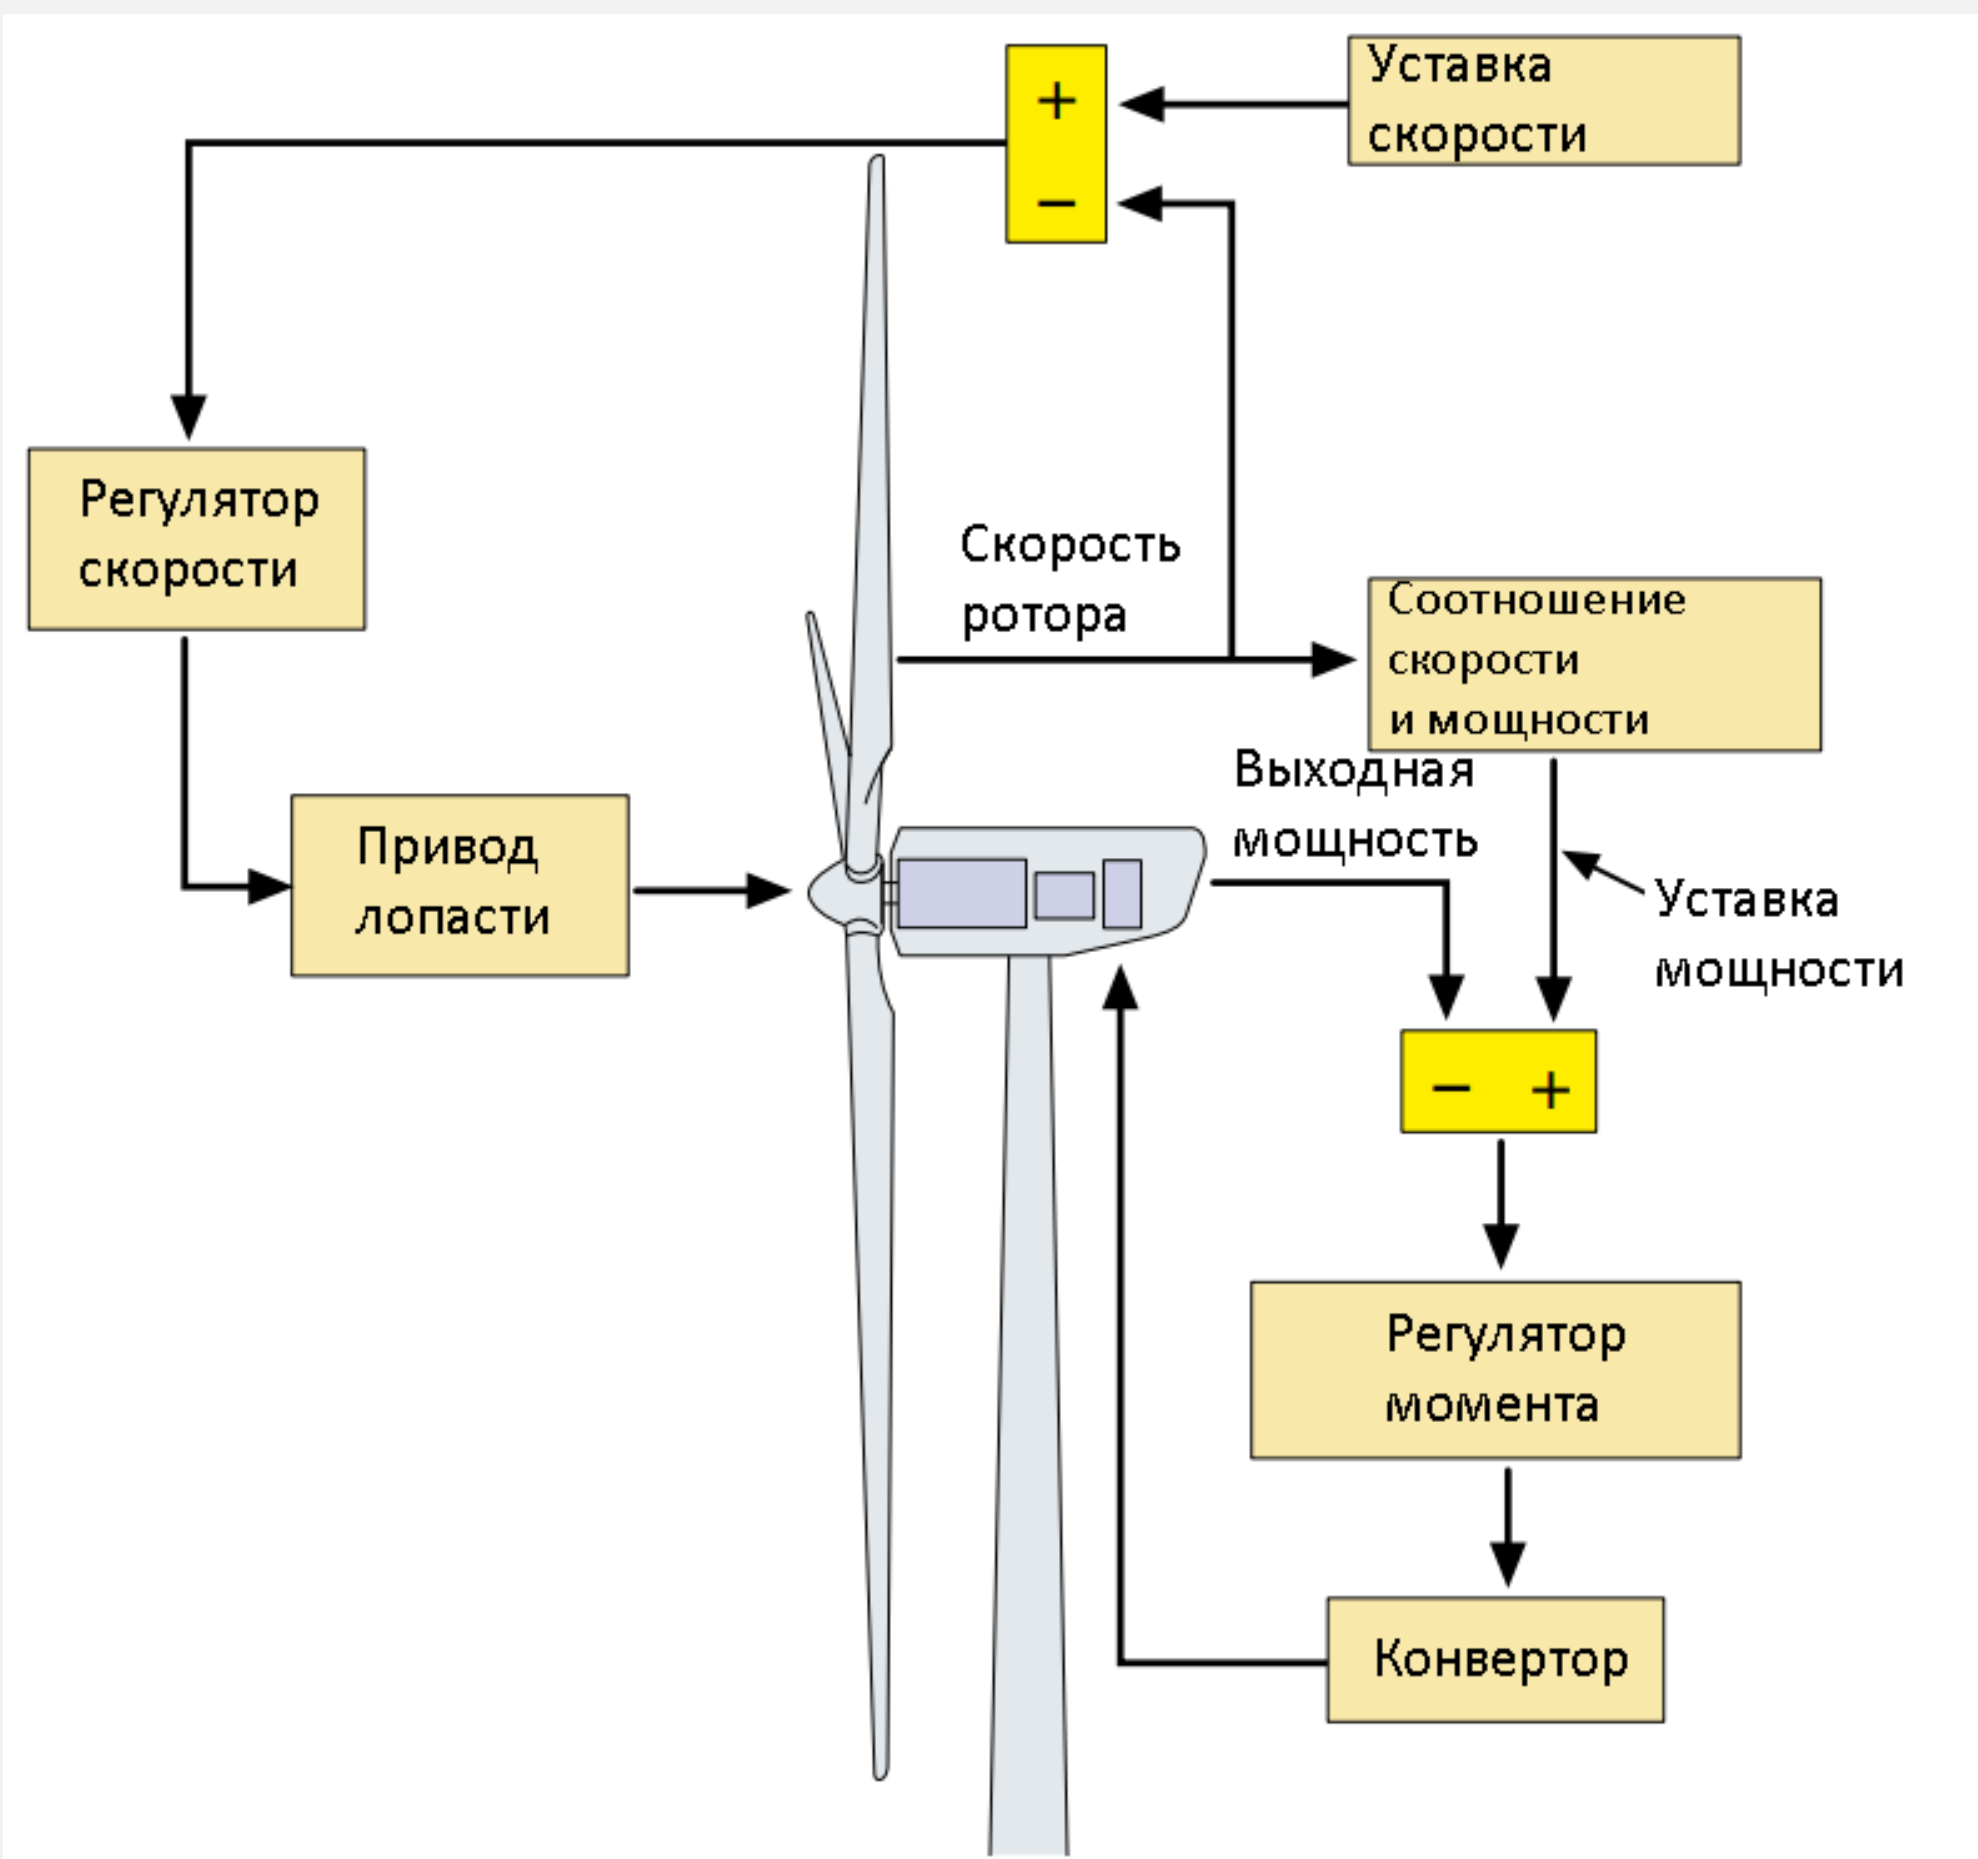 +
Уставка
скорости
−
Регулятор
скорости
Скорость
ротора
Соотношение
скорости
и мощности
Выходная
мощность
Привод
лопасти
Уставка
мощности
− +
Регулятор
момента
Конвертор